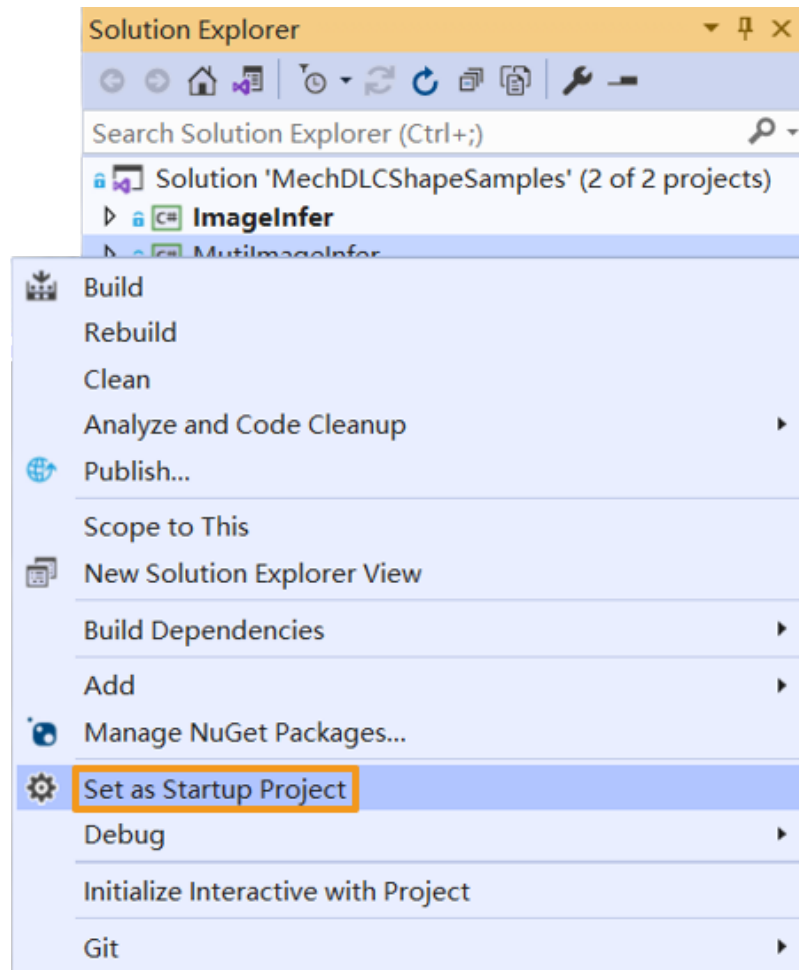 Solution Explorer
Search Solution Explorer (Ctrl+;)
Solution 'MechDLCShapeSamples' (2 of 2 projects)
C# ImageInfer
C# MutiImageInfer
Build
Rebuild
Clean
Analyze and Code Cleanup
Publish...
Scope to This
New Solution Explorer View
Build Dependencies
Add
Manage NuGet Packages...
Set as Startup Project
Debug
Initialize Interactive with Project
Git